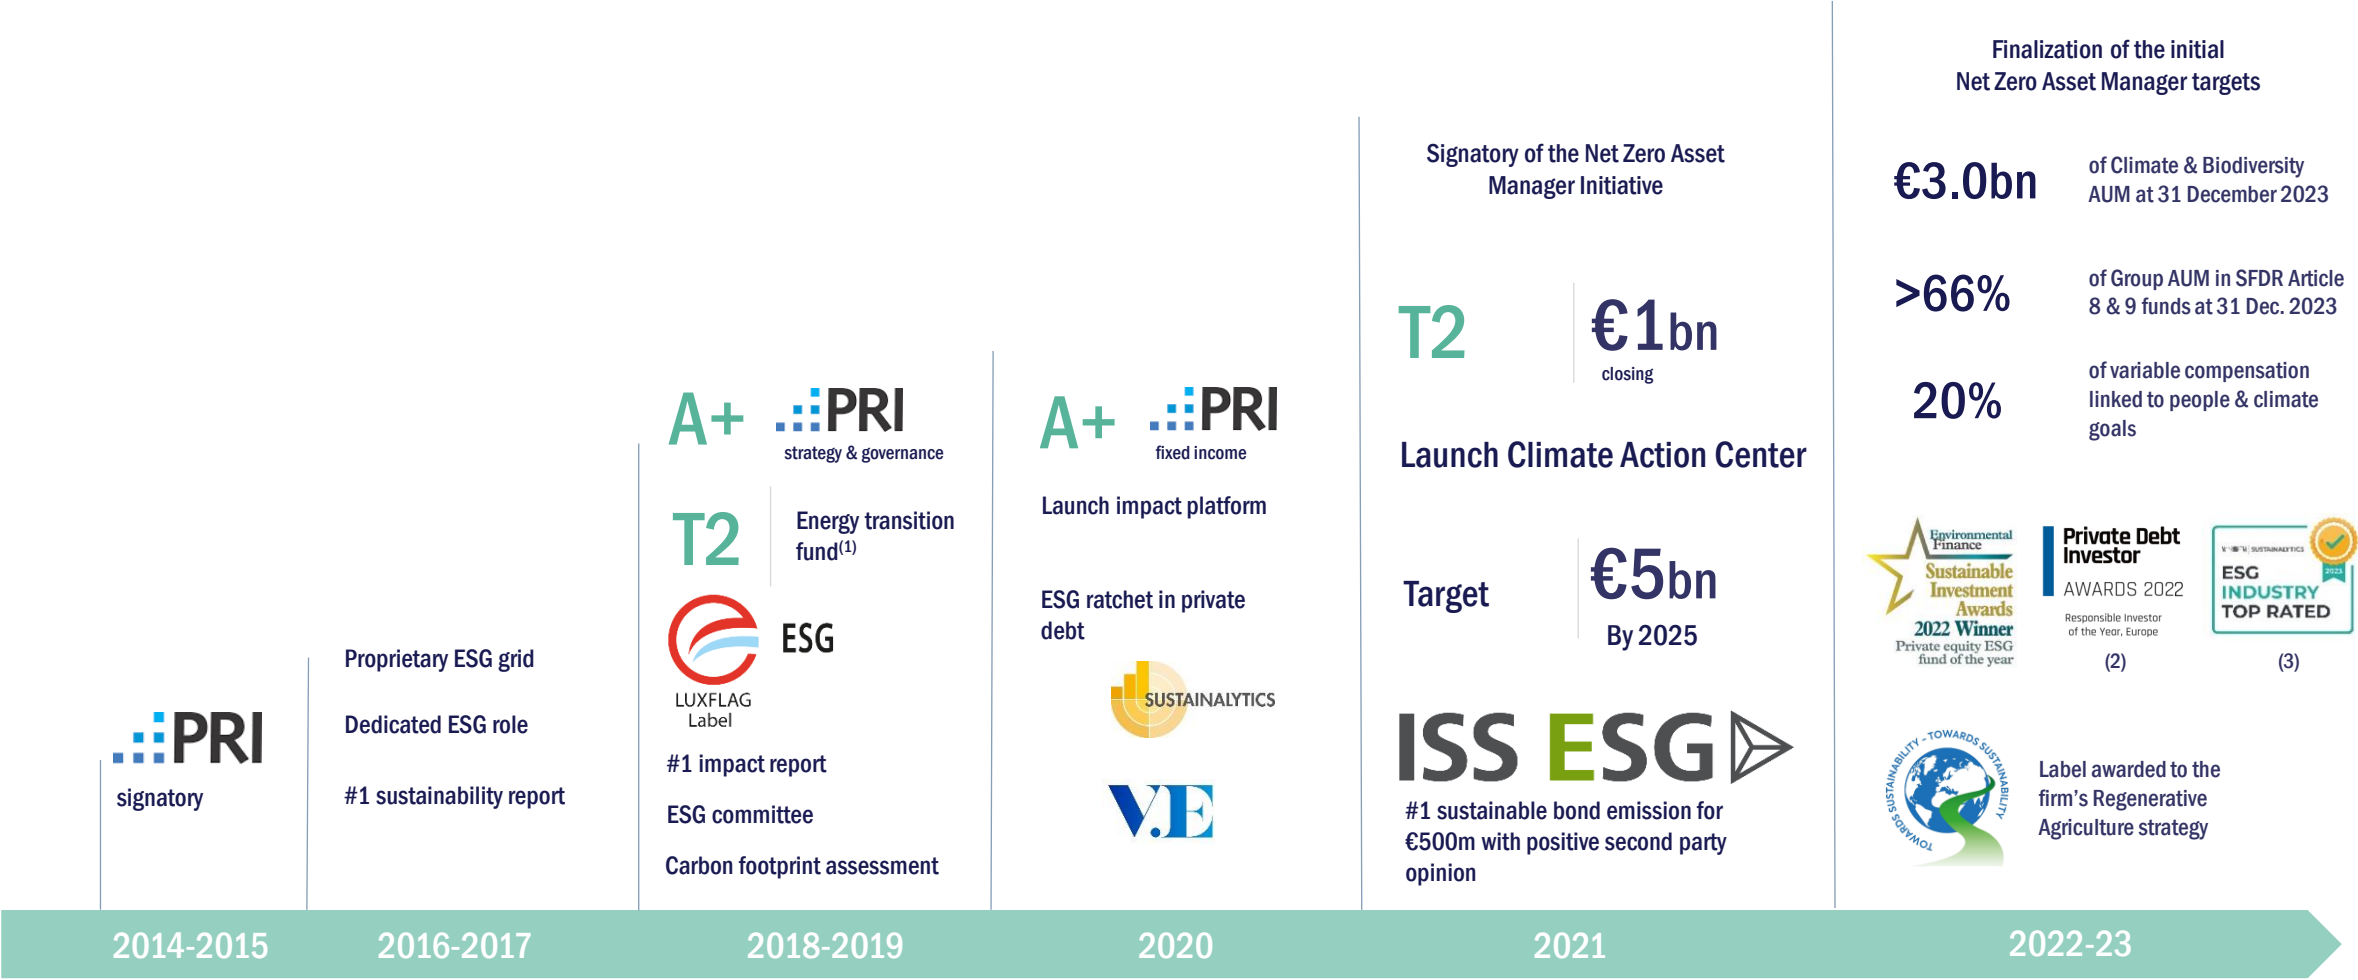 PRI
signatory
2014-2015
Proprietary ESG grid
Dedicated ESG role
#1 sustainability report
2016-2017
A+
PRI
strategy & governance
T2
Energy transition
fund(1)
ESG
LUXFLAG
Label
#1 impact report
ESG committee
Carbon footprint assessment
2018-2019
A+
PRI
fixed income
Launch impact platform
ESG ratchet in private
debt
SUSTAINALYTICS
V.E
2020
Signatory of the Net Zero Asset
Manager Initiative
T2
€1bn
closing
Launch Climate Action Center
Target
€5bn
By 2025
ISS ESG
#1 sustainable bond emission for
€500m with positive second party
opinion
2021
Finalization of the initial
Net Zero Asset Manager targets
€3.0bn
of Climate & Biodiversity
AUM at 31 December 2023
>66%
of Group AUM in SFDR Article
8 & 9 funds at 31 Dec. 2023
20%
of variable compensation
linked to people & climate
goals
Environmental
Finance
Sustainable
Investment
Awards
2022 Winner
Private equity ESG
fund of the year
Private Debt
Investor
AWARDS 2022
Responsible Investor
of the Year, Europe
(2)
SUSTAINALYTICS
2023
ESG
INDUSTRY
TOP RATED
(3)
TOWARDS SUSTAINABILITY - TOWARDS SUSTAINABILITY
Label awarded to the
firm's Regenerative
Agriculture strategy
2022-23